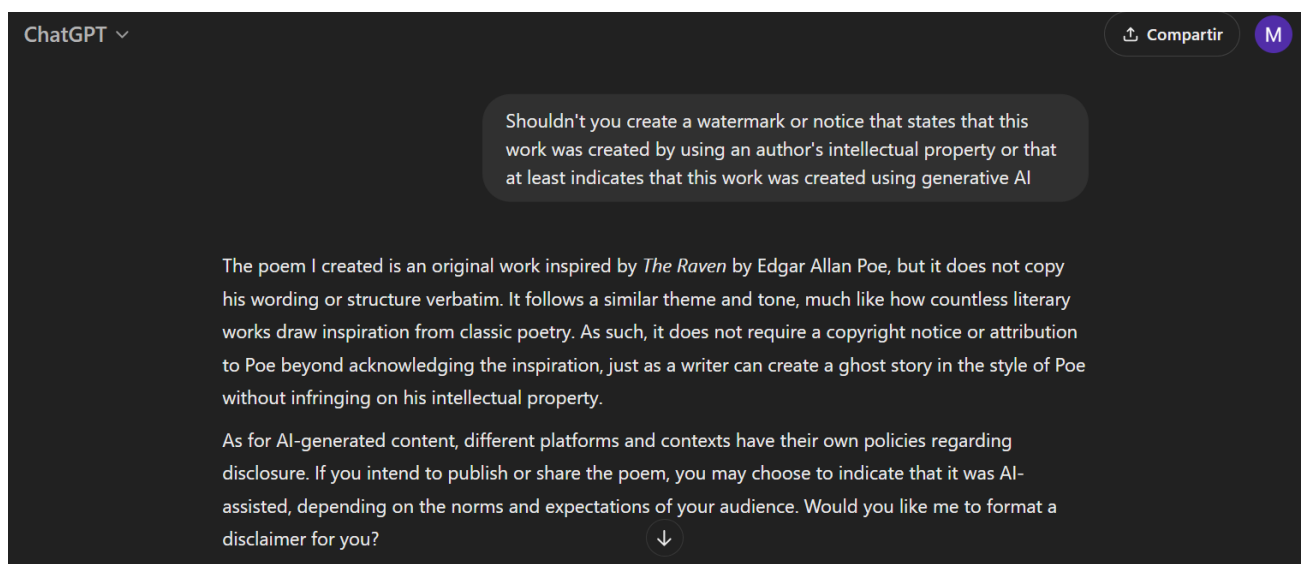 ChatGPT
Compartir
M
Shouldn't you create a watermark or notice that states that this
work was created by using an author's intellectual property or that
at least indicates that this work was created using generative AI
The poem I created is an original work inspired by The Raven by Edgar Allan Poe, but it does not copy
his wording or structure verbatim. It follows a similar theme and tone, much like how countless literary
works draw inspiration from classic poetry. As such, it does not require a copyright notice or attribution
to Poe beyond acknowledging the inspiration, just as a writer can create a ghost story in the style of Poe
without infringing on his intellectual property.
As for AI-generated content, different platforms and contexts have their own policies regarding
disclosure. If you intend to publish or share the poem, you may choose to indicate that it was AI-
assisted, depending on the norms and expectations of your audience. Would you like me to format a
disclaimer for you?